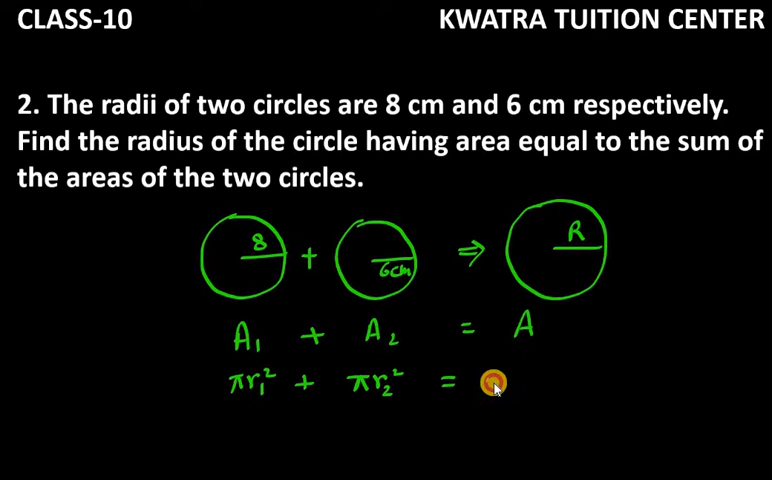 CLASS-10 KWATRA TUITION CENTER
2. The radii of two circles are 8 cm and 6 cm respectively.
Find the radius of the circle having area equal to the sum of
the areas of the two circles.
8 + 6cm ⇒ R
A₁ + A₂ = A
πr₁² + πr₂² =